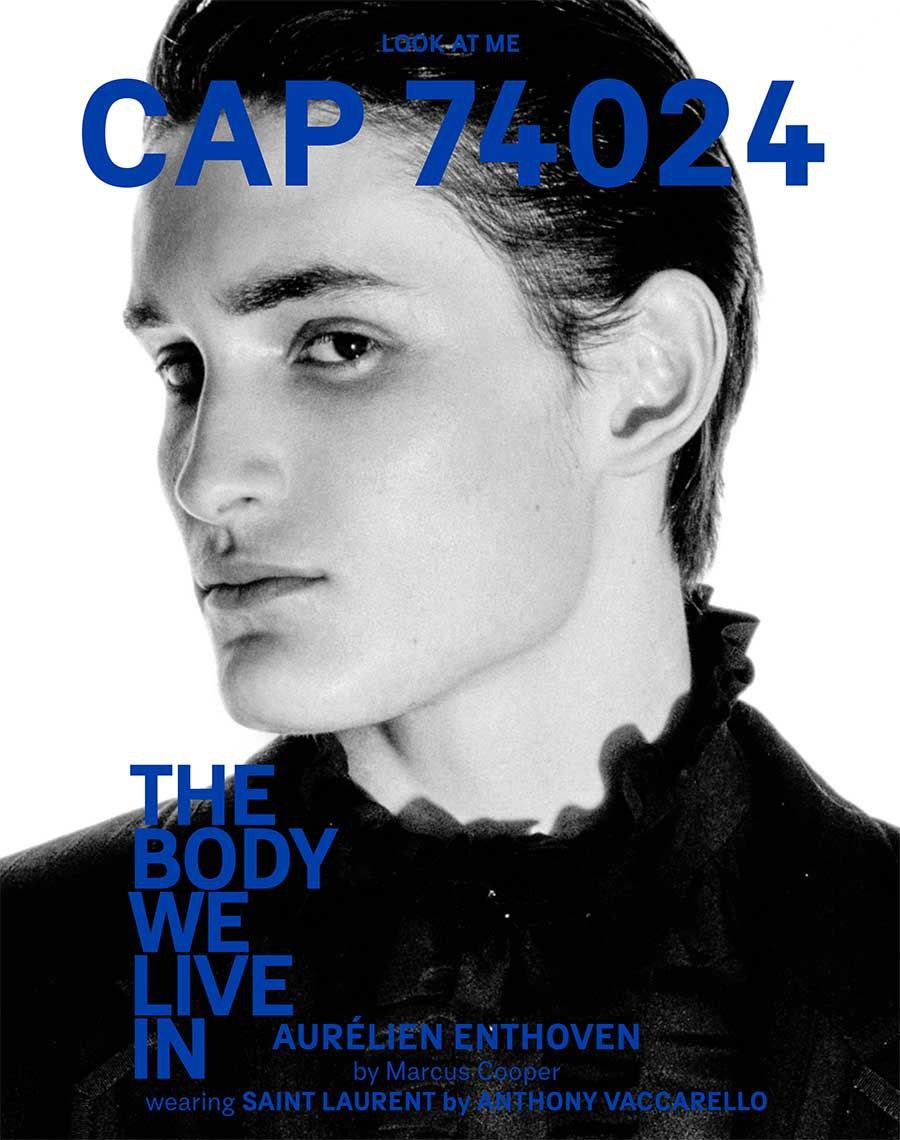 LOOK AT ME
CAP 74024
THE
BODY
WE
LIVE
IN
AURÉLIEN ENTHOVEN
by Marcus Cooper
wearing SAINT LAURENT by ANTHONY VACCARELLO